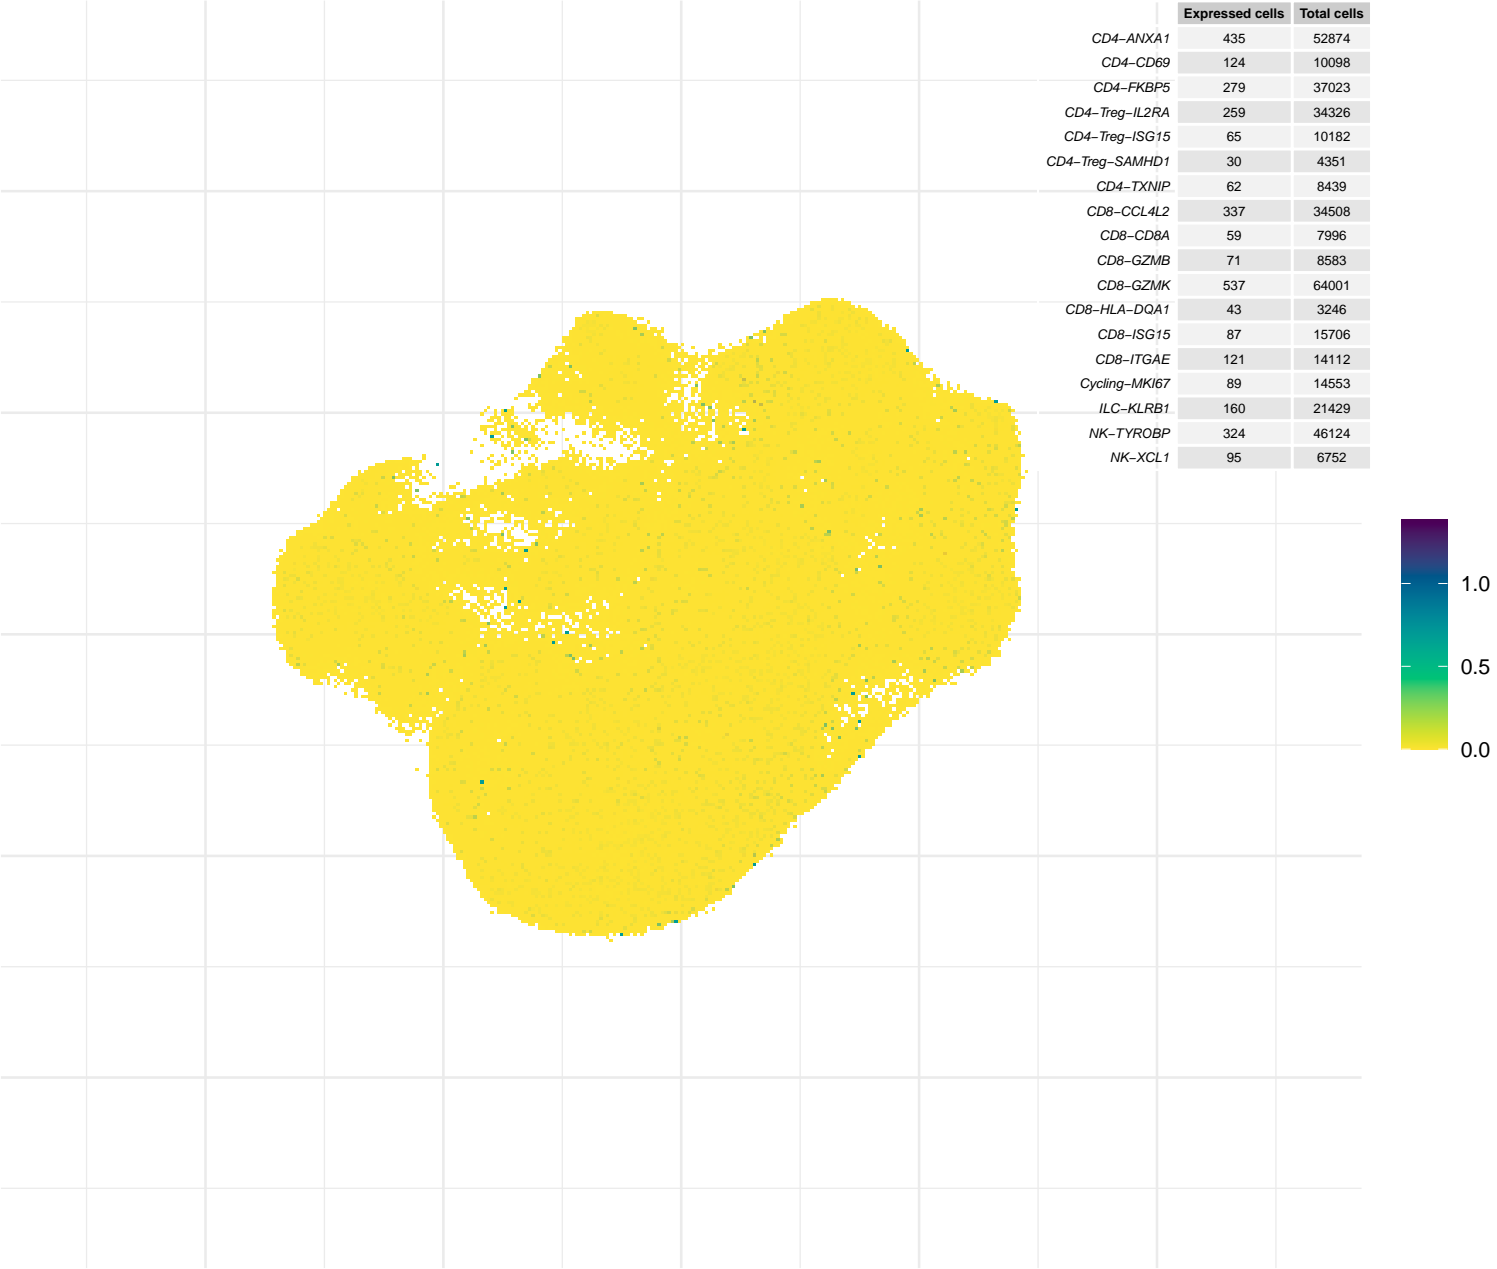 Expressed cells Total cells
CD4−ANXA1 435 52874
CD4−CD69 124 10098
CD4−FKBP5 279 37023
CD4−Treg−IL2RA 259 34326
CD4−Treg−ISG15 65 10182
CD4−Treg−SAMHD1 30 4351
CD4−TXNIP 62 8439
CD8−CCL4L2 337 34508
CD8−CD8A 59 7996
CD8−GZMB 71 8583
CD8−GZMK 537 64001
CD8−HLA−DQA1 43 3246
CD8−ISG15 87 15706
CD8−ITGAE 121 14112
Cycling−MKI67 89 14553
ILC−KLRB1 160 21429
NK−TYROBP 324 46124
NK−XCL1 95 6752
1.0
0.5
0.0